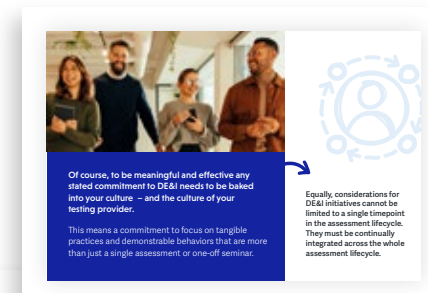 Of course, to be meaningful and effective any
stated commitment to DE&I needs to be baked
into your culture – and the culture of your
testing provider.
This means a commitment to focus on tangible
practices and demonstrable behaviors that are more
than just a single assessment or one-off seminar.
Equally, considerations for
DE&I initiatives cannot be
limited to a single timepoint
in the assessment lifecycle.
They must be continually
integrated across the whole
assessment lifecycle.